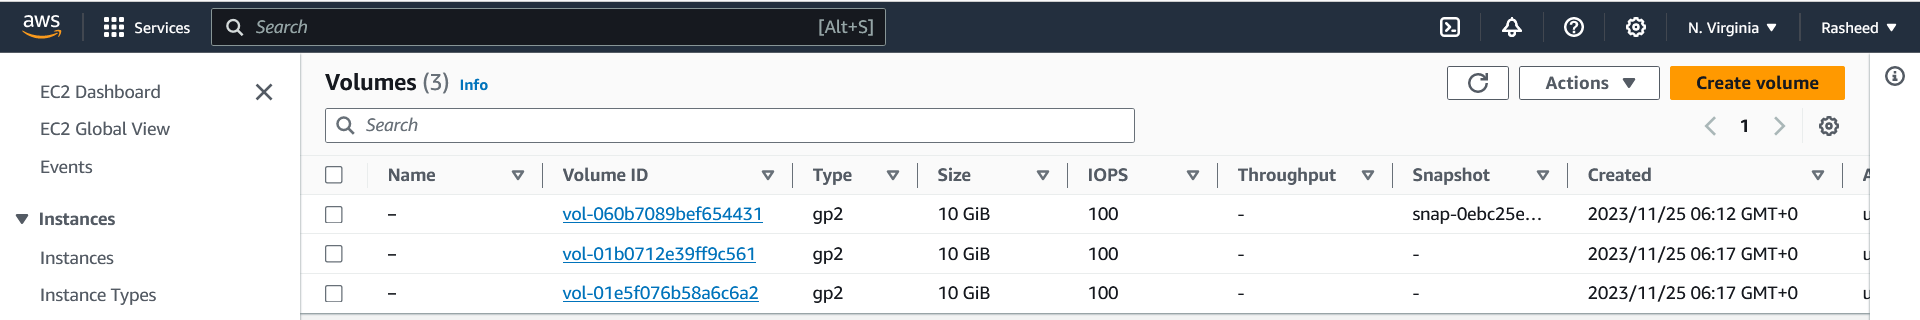 aws Services Search [Alt+S] N. Virginia Rasheed
EC2 Dashboard
EC2 Global View
Events
Instances
Instances
Instance Types
Volumes (3) Info Actions Create volume
Search 1
Name Volume ID Type Size IOPS Throughput Snapshot Created
– vol-060b7089bef654431 gp2 10 GiB 100 - snap-0ebc25e... 2023/11/25 06:12 GMT+0
– vol-01b0712e39ff9c561 gp2 10 GiB 100 - - 2023/11/25 06:17 GMT+0
– vol-01e5f076b58a6c6a2 gp2 10 GiB 100 - - 2023/11/25 06:17 GMT+0